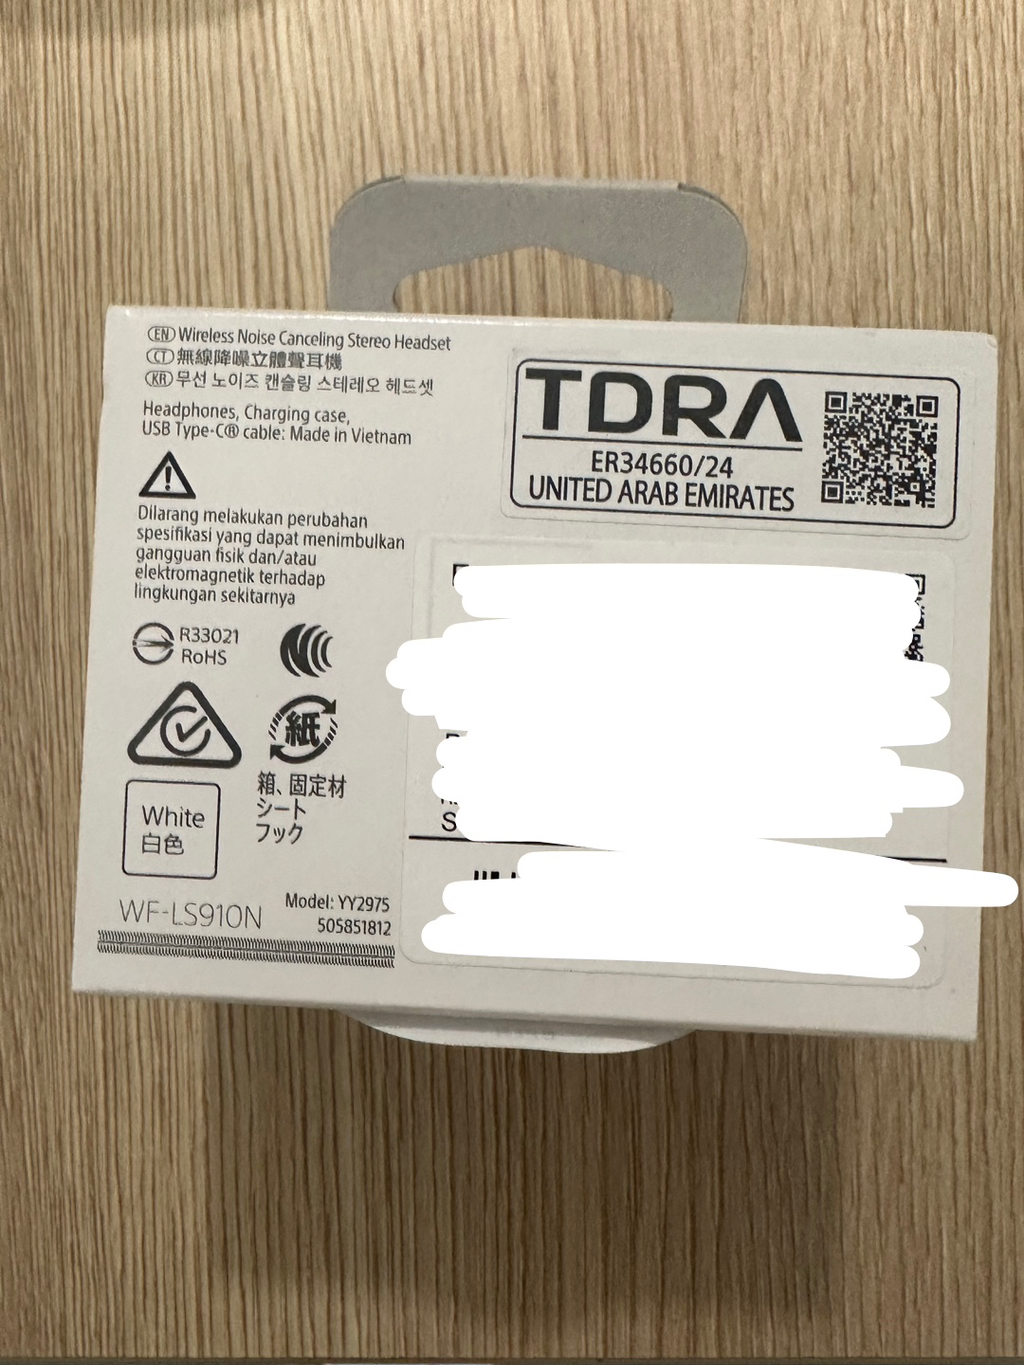 EN Wireless Noise Canceling Stereo Headset
CT 無線降噪立體聲耳機
KR 무선 노이즈 캔슬링 스테레오 헤드셋
Headphones, Charging case,
USB Type-C® cable: Made in Vietnam
Dilarang melakukan perubahan
spesifikasi yang dapat menimbulkan
gangguan fisik dan/atau
elektromagnetik terhadap
lingkungan sekitarnya
R33021
RoHS
紙
箱、固定材
シート
フック
White
白色
WF-LS910N
Model: YY2975
505851812
TDRA
ER34660/24
UNITED ARAB EMIRATES
S